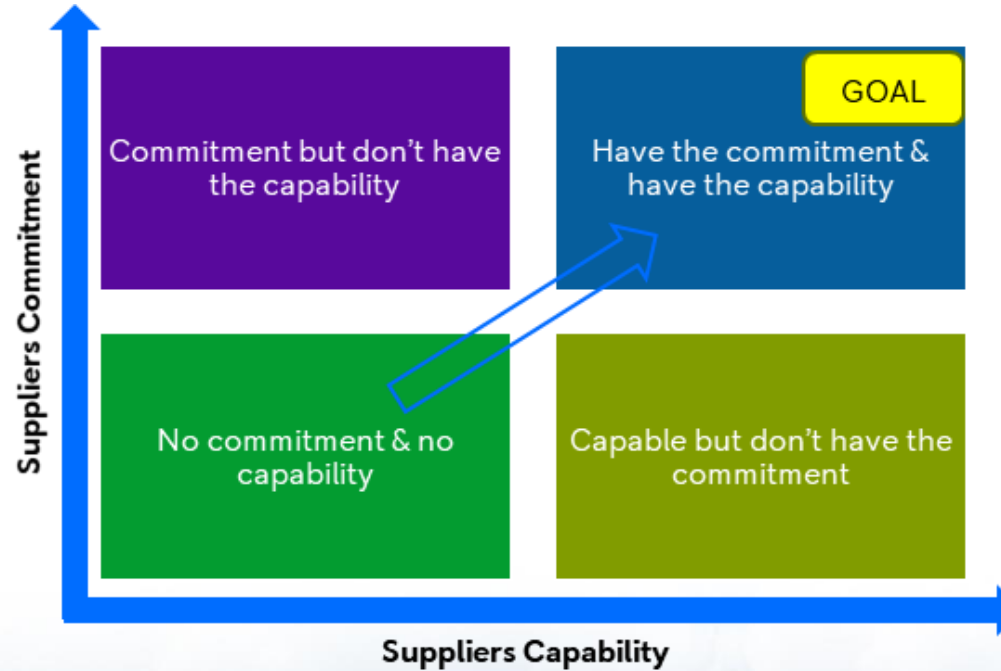 Suppliers Commitment
Commitment but don’t have
the capability
GOAL
Have the commitment &
have the capability
No commitment & no
capability
Capable but don’t have the
commitment
Suppliers Capability